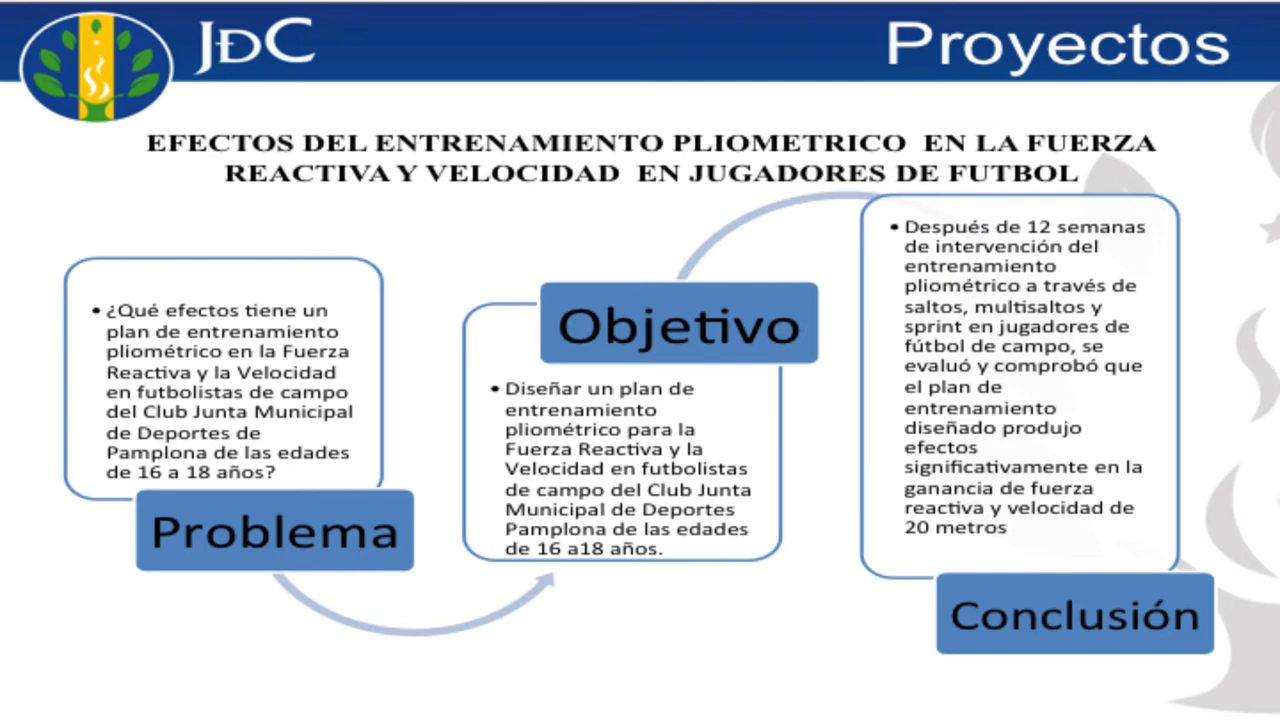 JDC
Proyectos
EFECTOS DEL ENTRENAMIENTO PLIOMETRICO EN LA FUERZA
REACTIVA Y VELOCIDAD EN JUGADORES DE FUTBOL
• ¿Qué efectos tiene un
plan de entrenamiento
pliométrico en la Fuerza
Reactiva y la Velocidad
en futbolistas de campo
del Club Junta Municipal
de Deportes de
Pamplona de las edades
de 16 a 18 años?
Problema
Objetivo
• Diseñar un plan de
entrenamiento
pliométrico para la
Fuerza Reactiva y la
Velocidad en futbolistas
de campo del Club Junta
Municipal de Deportes
Pamplona de las edades
de 16 a18 años.
• Después de 12 semanas
de intervención del
entrenamiento
pliométrico a través de
saltos, multisaltos y
sprint en jugadores de
fútbol de campo, se
evaluó y comprobó que
el plan de
entrenamiento
diseñado produjo
efectos
significativamente en la
ganancia de fuerza
reactiva y velocidad de
20 metros
Conclusión